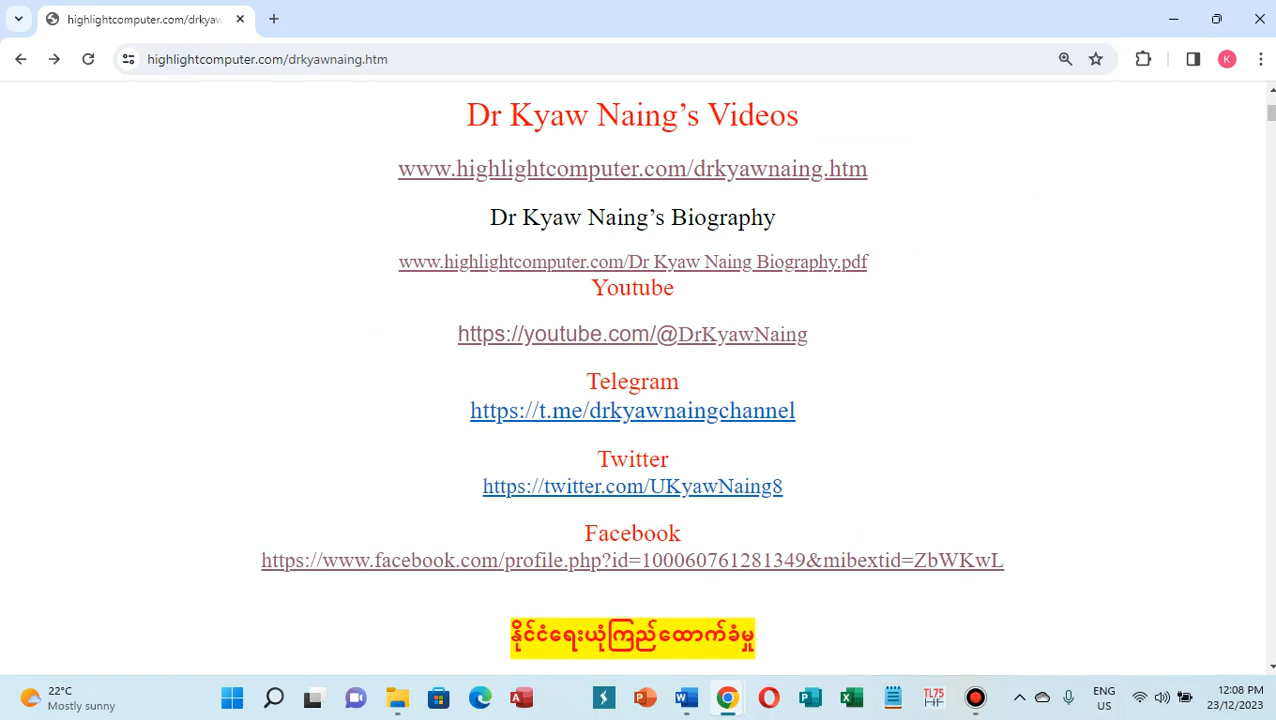 highlightcomputer.com/drkyaw
highlightcomputer.com/drkyawnaing.htm
K
Dr Kyaw Naing’s Videos
www.highlightcomputer.com/drkyawnaing.htm
Dr Kyaw Naing’s Biography
www.highlightcomputer.com/Dr Kyaw Naing Biography.pdf
Youtube
https://youtube.com/@DrKyawNaing
Telegram
https://t.me/drkyawnaingchannel
Twitter
https://twitter.com/UKyawNaing8
Facebook
https://www.facebook.com/profile.php?id=100060761281349&mibextid=ZbWKwL
နိုင်ငံရေးယုံကြည်ထောက်ခံမှု
22°C
Mostly sunny
TL75
ENG
US
12:08 PM
23/12/2023